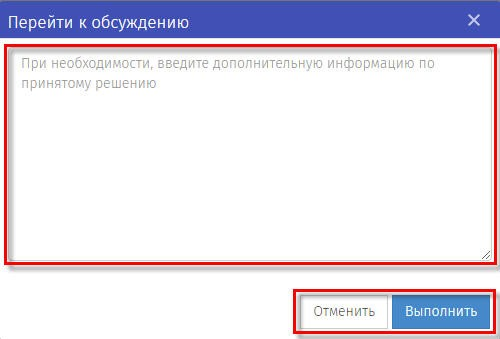 Перейти к обсуждению
При необходимости, введите дополнительную информацию по
принятому решению
Отменить Выполнить